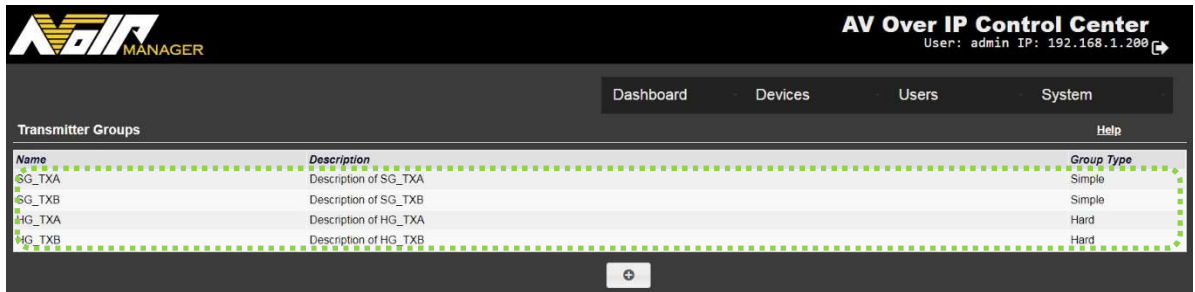 AVoIP MANAGER
AV Over IP Control Center
User: admin IP: 192.168.1.200
Dashboard Devices Users System
Transmitter Groups Help
Name Description Group Type
SG_TXA Description of SG_TXA Simple
SG_TXB Description of SG_TXB Simple
HG_TXA Description of HG_TXA Hard
HG_TXB Description of HG_TXB Hard